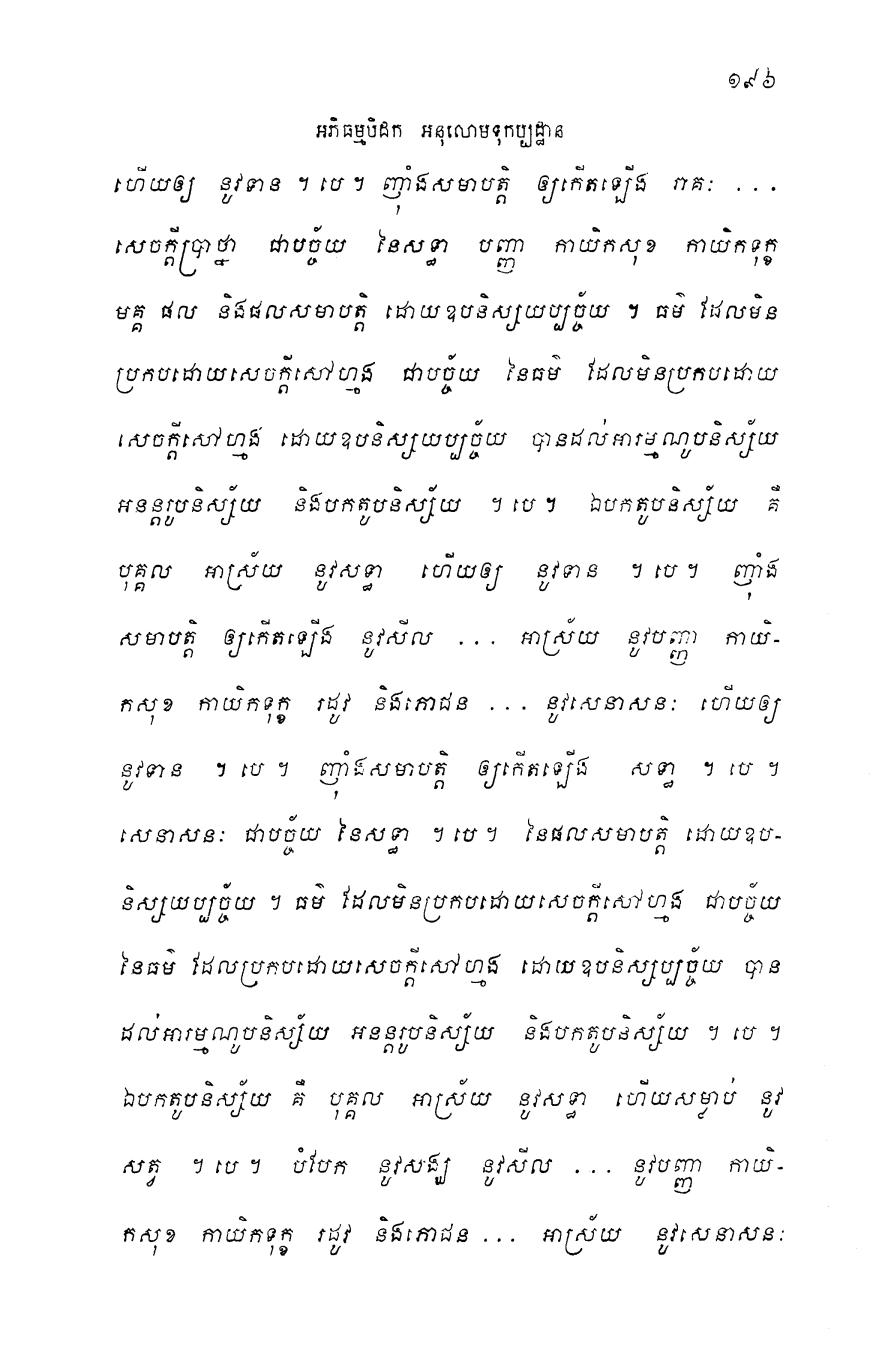 ១៩៦
អភិធម្មបិដក អនុលោមទុកប្បដ្ឋាន
ហើយឲ្យ នូវទាន ។ បេ ។ ញុំាងសមាបត្តិ ឲ្យកើតឡើង រាគៈ ...
សេចក្តីប្រាថ្នា ជាបច្ច័យ នៃសទ្ធា បញ្ញា កាយិកសុខ កាយិកទុក្ខ
មគ្គ ផល និងផលសមាបត្តិ ដោយឧបនិស្សយប្បច្ច័យ ។ ធម៌ ដែលមិន
ប្រកបដោយសេចក្តីសៅហ្មង ជាបច្ច័យ នៃធម៌ ដែលមិនប្រកបដោយ
សេចក្តីសៅហ្មង ដោយឧបនិស្សយប្បច្ច័យ បានដល់អារម្មណូបនិស្ស័យ
អនន្តរូបនិស្ស័យ និងបកតូបនិស្ស័យ ។ បេ ។ ឯបកតូបនិស្ស័យ គឺ
បុគ្គល អាស្រ័យ នូវសទ្ធា ហើយឲ្យ នូវទាន ។ បេ ។ ញុំាង
សមាបត្តិ ឲ្យកើតឡើង នូវសីល ... អាស្រ័យ នូវបញ្ញា កាយិ-
កសុខ កាយិកទុក្ខ រដូវ និងភោជន ... នូវសេនាសនៈ ហើយឲ្យ
នូវទាន ។ បេ ។ ញុំាងសមាបត្តិ ឲ្យកើតឡើង សទ្ធា ។ បេ ។
សេនាសនៈ ជាបច្ច័យ នៃសទ្ធា ។ បេ ។ នៃផលសមាបត្តិ ដោយឧប-
និស្សយប្បច្ច័យ ។ ធម៌ ដែលមិនប្រកបដោយសេចក្តីសៅហ្មង ជាបច្ច័យ
នៃធម៌ ដែលប្រកបដោយសេចក្តីសៅហ្មង ដោយឧបនិស្សប្បច្ច័យ បាន
ដល់អារម្មណូបនិស្ស័យ អនន្តរូបនិស្ស័យ និងបកតូបនិស្ស័យ ។ បេ ។
ឯបកតូបនិស្ស័យ គឺ បុគ្គល អាស្រ័យ នូវសទ្ធា ហើយសម្លាប់ នូវ
សត្វ ។ បេ ។ បំបែក នូវសង្ឃ នូវសីល ... នូវបញ្ញា កាយិ-
កសុខ កាយិកទុក្ខ រដូវ និងភោជន ... អាស្រ័យ នូវសេនាសនៈ